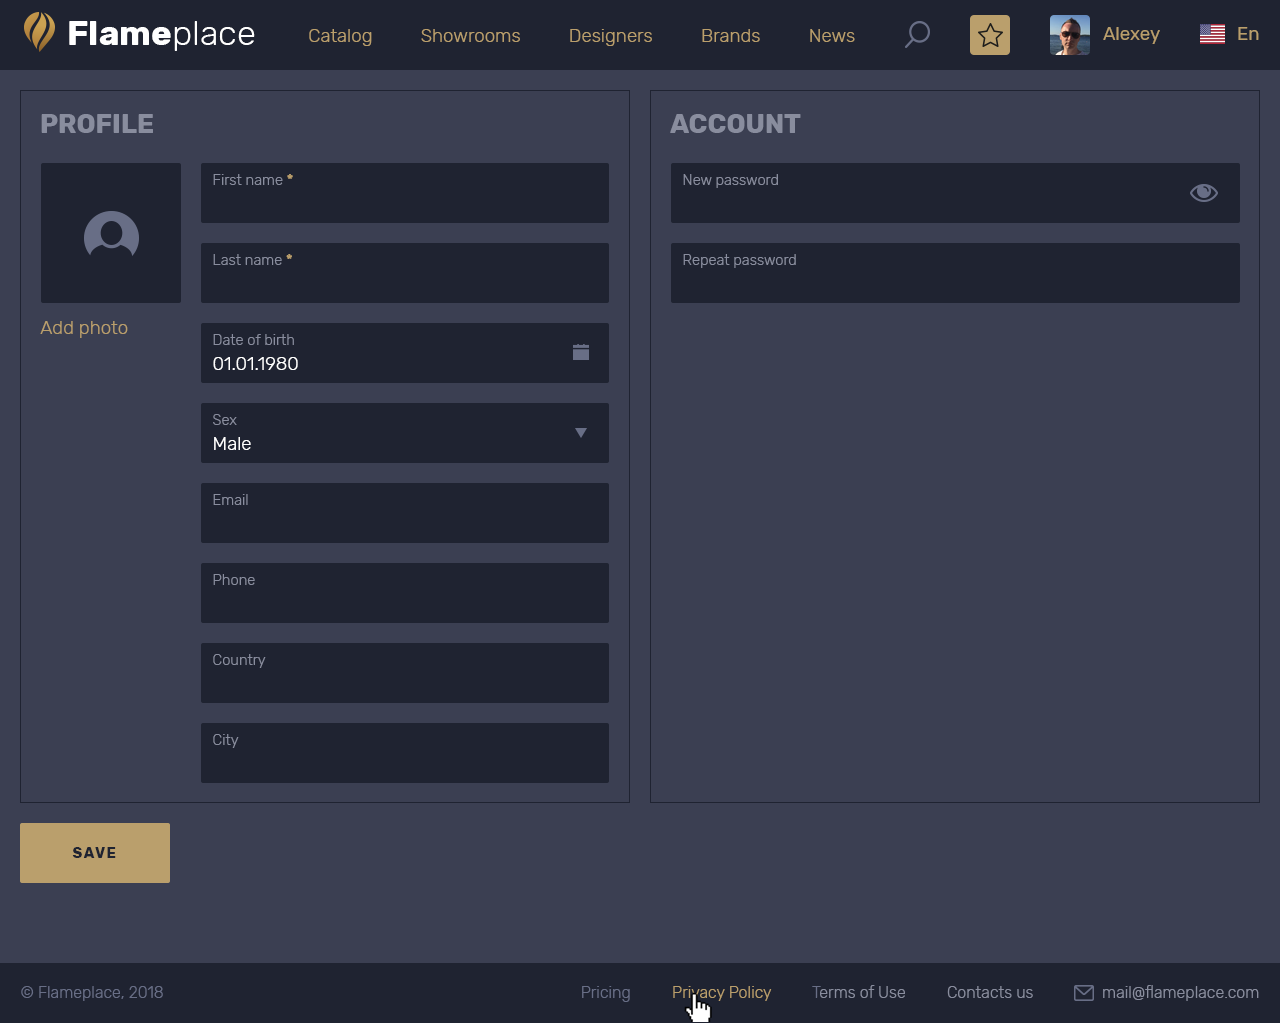 Flameplace Catalog Showrooms Designers Brands News Alexey En
PROFILE
First name *
Last name *
Add photo
Date of birth
01.01.1980
Sex
Male
Email
Phone
Country
City
ACCOUNT
New password
Repeat password
SAVE
© Flameplace, 2018 Pricing Privacy Policy Terms of Use Contacts us mail@flameplace.com